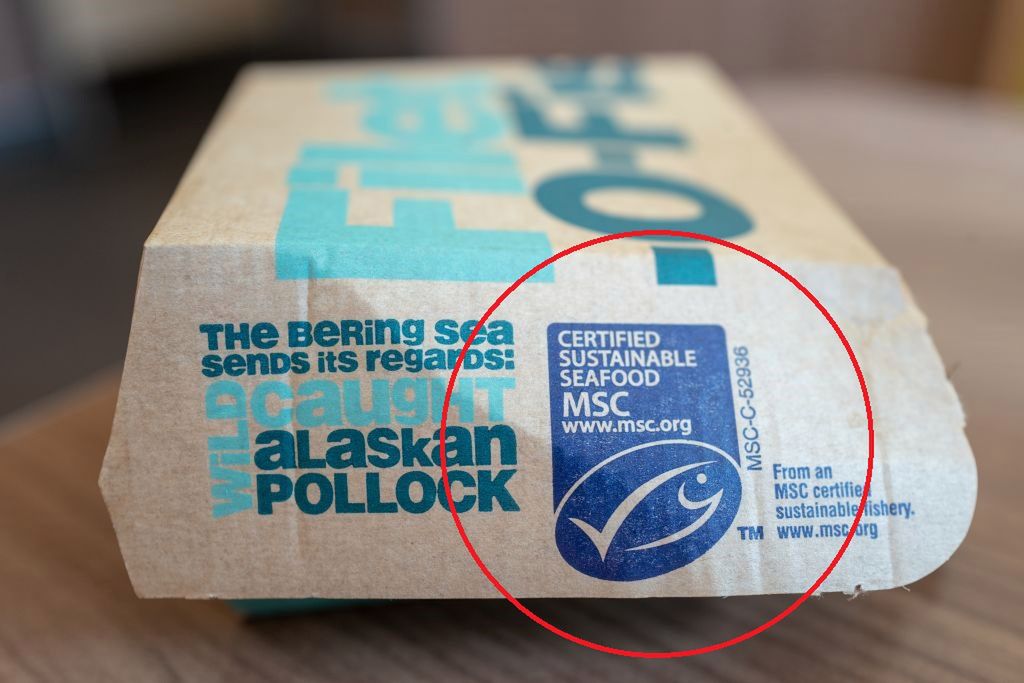 Filet
-O-Fi
THe BeRing sea
sends its regards:
WiLD
caugHT
aLaskan
POLLOCK
CERTIFIED
SUSTAINABLE
SEAFOOD
MSC
www.msc.org
MSC-C-52936
TM
From an
MSC certified
sustainable fishery.
www.msc.org